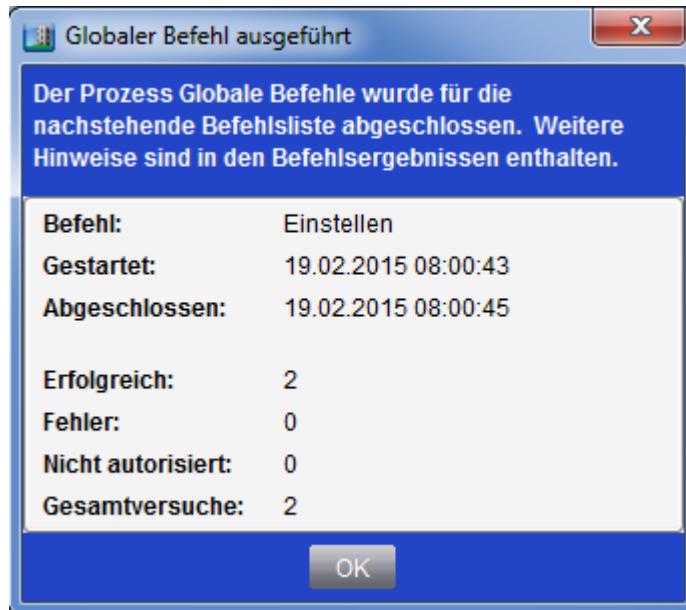 Globaler Befehl ausgeführt
Der Prozess Globale Befehle wurde für die
nachstehende Befehlsliste abgeschlossen. Weitere
Hinweise sind in den Befehlsergebnissen enthalten.
Befehl: Einstellen
Gestartet: 19.02.2015 08:00:43
Abgeschlossen: 19.02.2015 08:00:45
Erfolgreich: 2
Fehler: 0
Nicht autorisiert: 0
Gesamtversuche: 2
OK